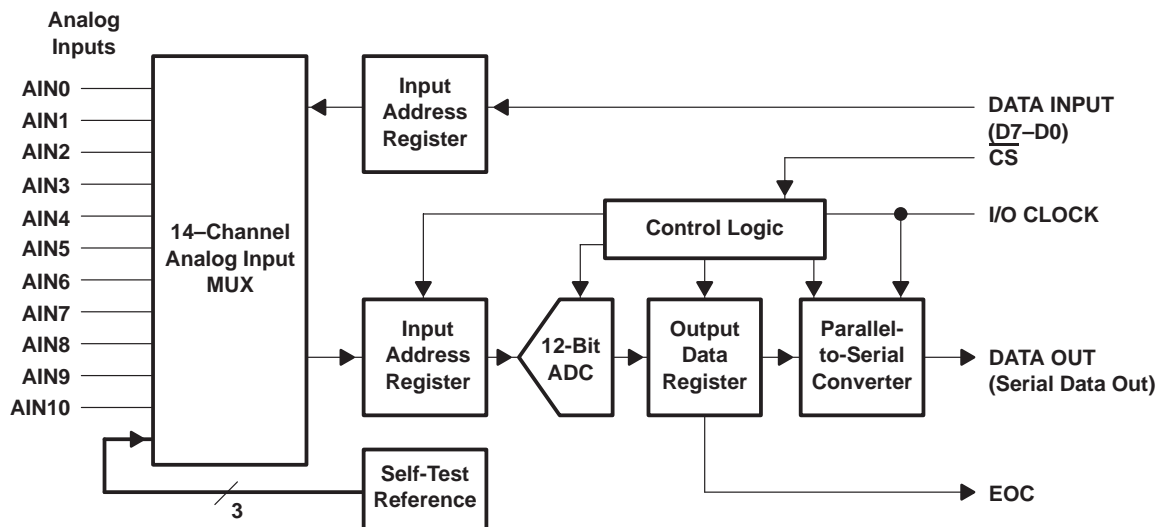 Analog
Inputs
AIN0
AIN1
AIN2
AIN3
AIN4
AIN5
AIN6
AIN7
AIN8
AIN9
AIN10
14–Channel
Analog Input
MUX
Input
Address
Register
DATA INPUT
(D7–D0)
CS
Control Logic
I/O CLOCK
Input
Address
Register
12-Bit
ADC
Output
Data
Register
Parallel-
to-Serial
Converter
DATA OUT
(Serial Data Out)
Self-Test
Reference
3
EOC